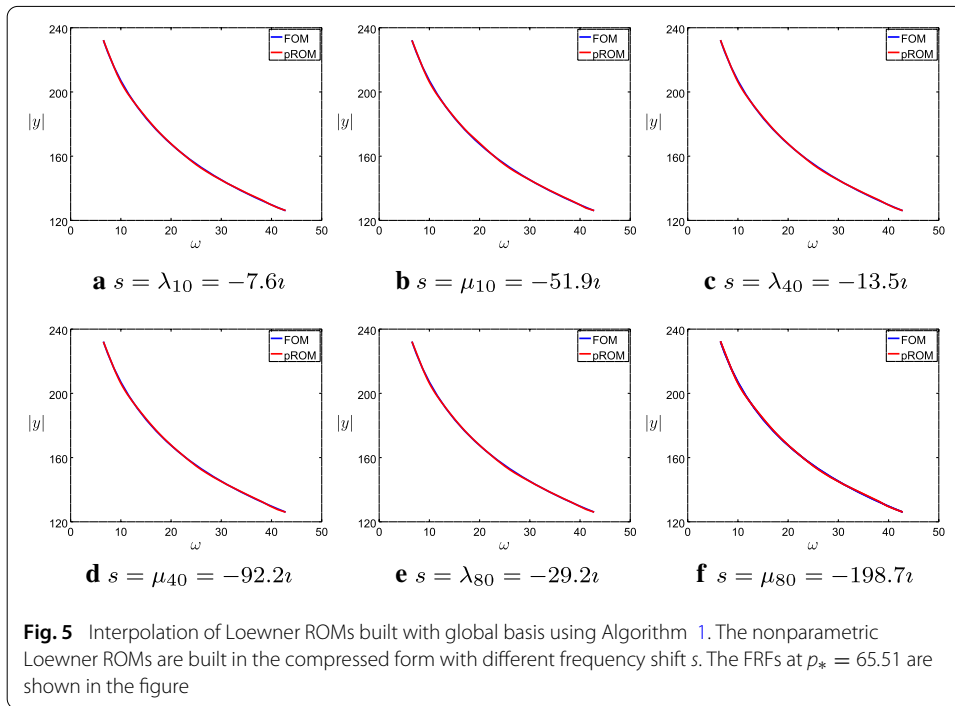 240
FOM
pROM
200
|y|
160
120
0 10 20 30 40 50
ω
a s = λ₁₀ = −7.6ı
240
FOM
pROM
200
|y|
160
120
0 10 20 30 40 50
ω
b s = μ₁₀ = −51.9ı
240
FOM
pROM
200
|y|
160
120
0 10 20 30 40 50
ω
c s = λ₄₀ = −13.5ı
240
FOM
pROM
200
|y|
160
120
0 10 20 30 40 50
ω
d s = μ₄₀ = −92.2ı
240
FOM
pROM
200
|y|
160
120
0 10 20 30 40 50
ω
e s = λ₈₀ = −29.2ı
240
FOM
pROM
200
|y|
160
120
0 10 20 30 40 50
ω
f s = μ₈₀ = −198.7ı
Fig. 5 Interpolation of Loewner ROMs built with global basis using Algorithm 1. The nonparametric
Loewner ROMs are built in the compressed form with different frequency shift s. The FRFs at p∗ = 65.51 are
shown in the figure